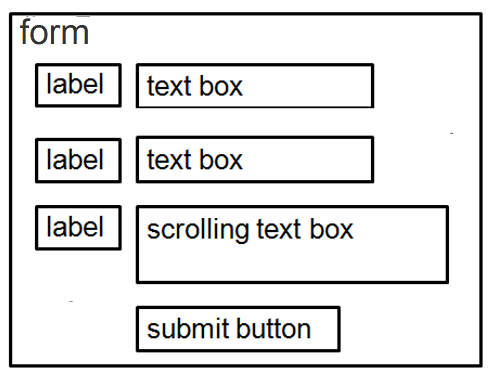 form
label
text box
label
text box
label
scrolling text box
submit button